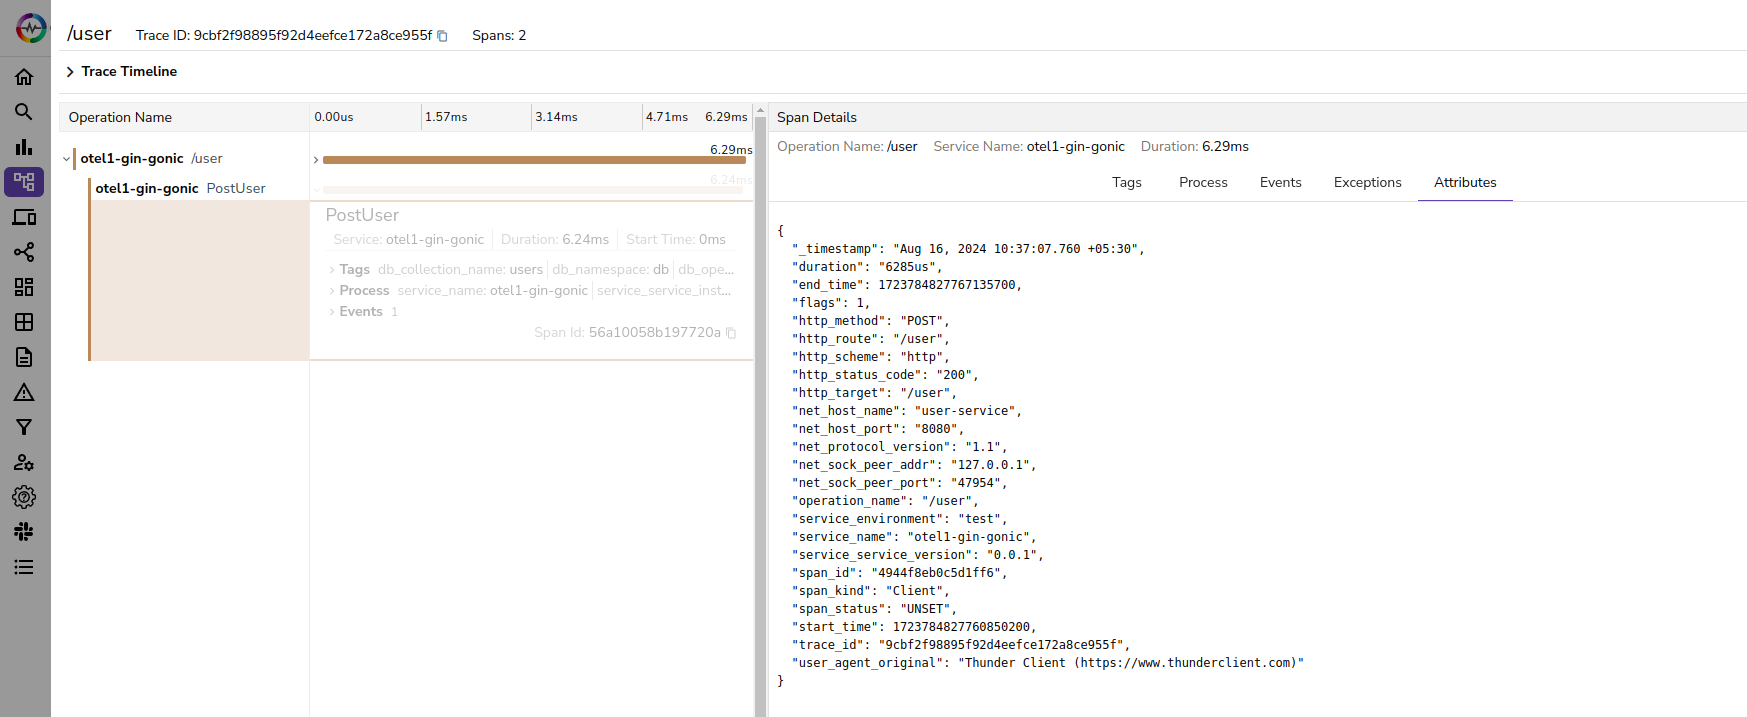 /user Trace ID: 9cbf2f98895f92d4eefce172a8ce955f Spans: 2
Trace Timeline
Operation Name 0.00us 1.57ms 3.14ms 4.71ms 6.29ms
otel1-gin-gonic /user 6.29ms
otel1-gin-gonic PostUser 6.24ms
PostUser
Service: otel1-gin-gonic Duration: 6.24ms Start Time: 0ms
Tags db_collection_name: users db_namespace: db db_ope...
Process service_name: otel1-gin-gonic service_service_inst...
Events 1
Span Id: 56a10058b197720a
Span Details
Operation Name: /user Service Name: otel1-gin-gonic Duration: 6.29ms
Tags Process Events Exceptions Attributes
{
"_timestamp": "Aug 16, 2024 10:37:07.760 +05:30",
"duration": "6285us",
"end_time": 1723784827767135700,
"flags": 1,
"http_method": "POST",
"http_route": "/user",
"http_scheme": "http",
"http_status_code": "200",
"http_target": "/user",
"net_host_name": "user-service",
"net_host_port": "8080",
"net_protocol_version": "1.1",
"net_sock_peer_addr": "127.0.0.1",
"net_sock_peer_port": "47954",
"operation_name": "/user",
"service_environment": "test",
"service_name": "otel1-gin-gonic",
"service_service_version": "0.0.1",
"span_id": "4944f8eb0c5d1ff6",
"span_kind": "Client",
"span_status": "UNSET",
"start_time": 1723784827760850200,
"trace_id": "9cbf2f98895f92d4eefce172a8ce955f",
"user_agent_original": "Thunder Client (https://www.thunderclient.com)"
}